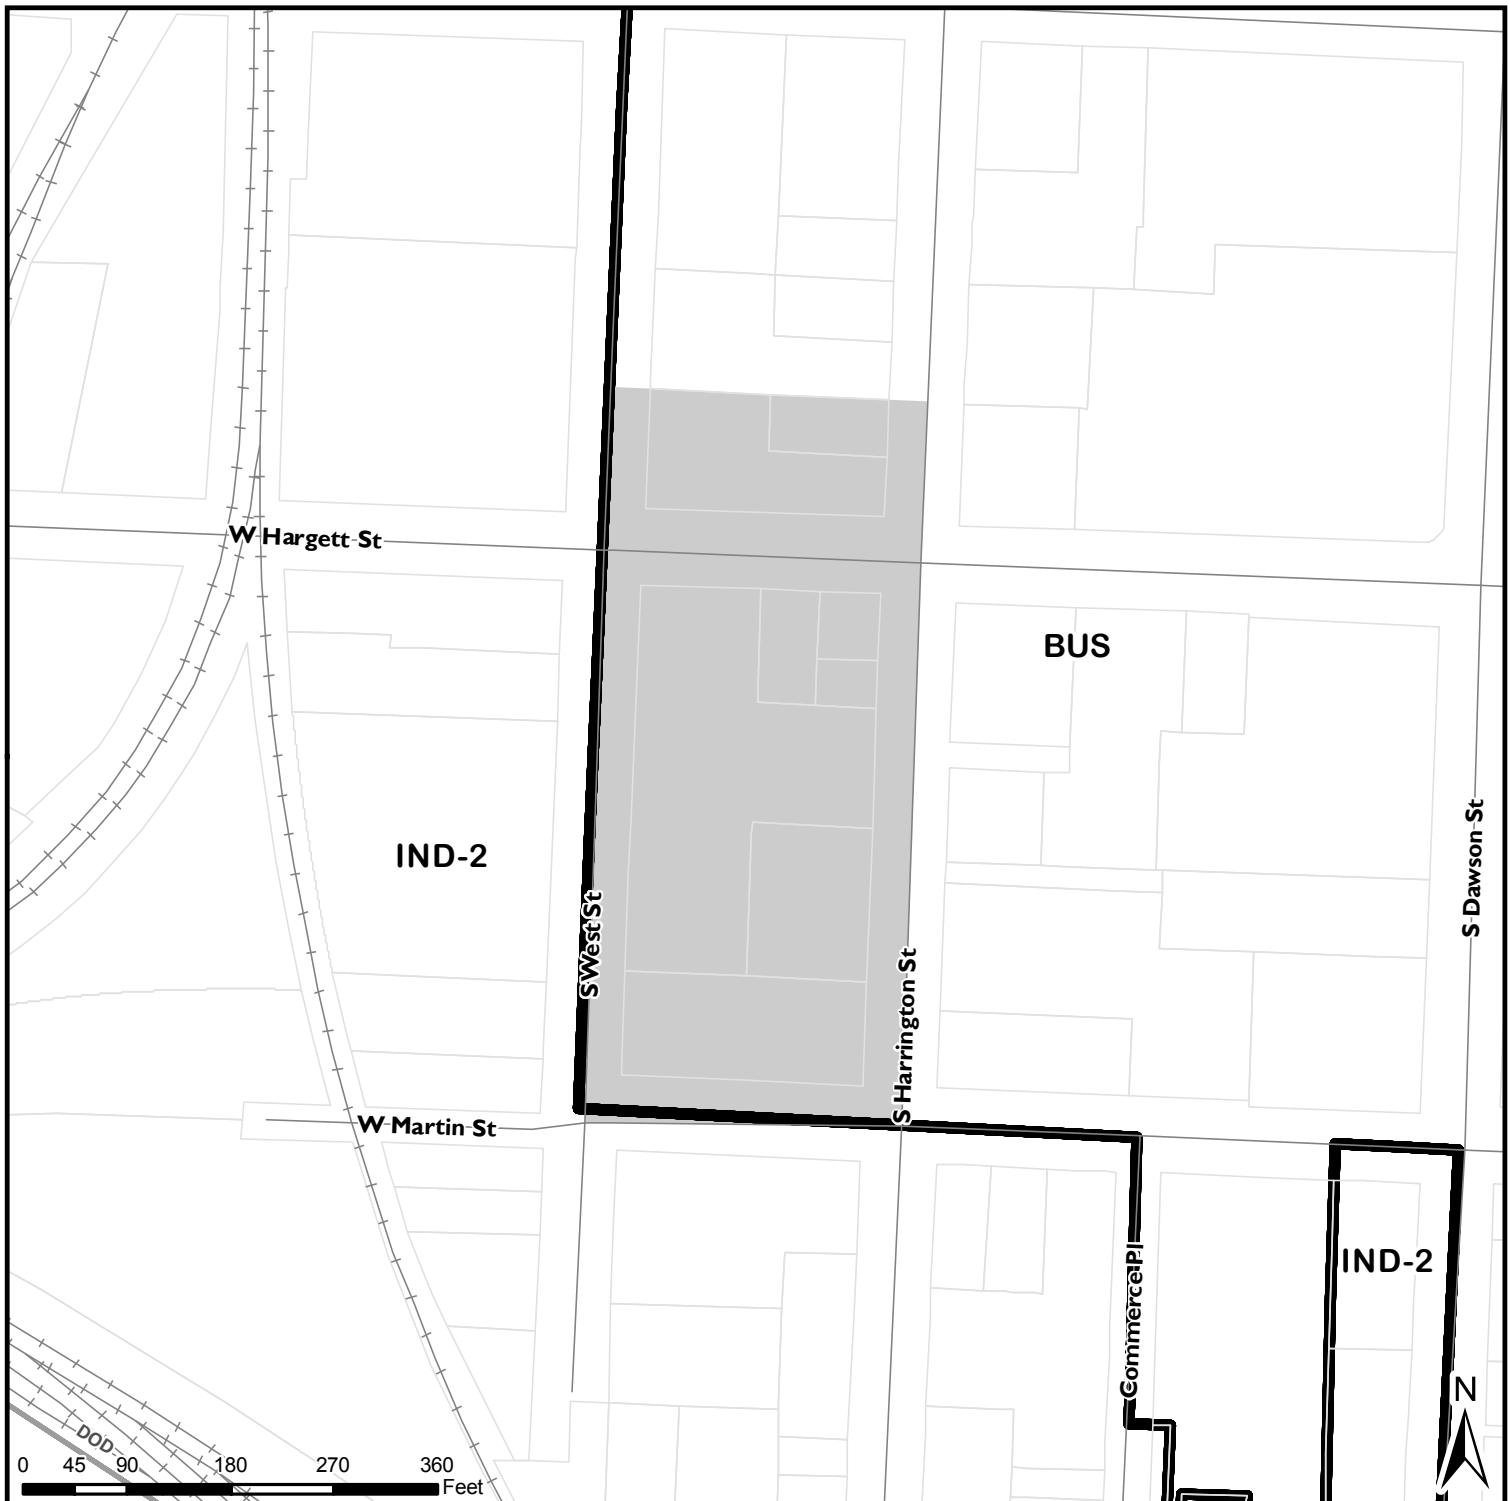 W Hargett St
BUS
IND-2
S West St
S Dawson St
S Harrington St
W Martin St
IND-2
Commerce Pl
N
DOD
0 45 90 180 270 360
Feet